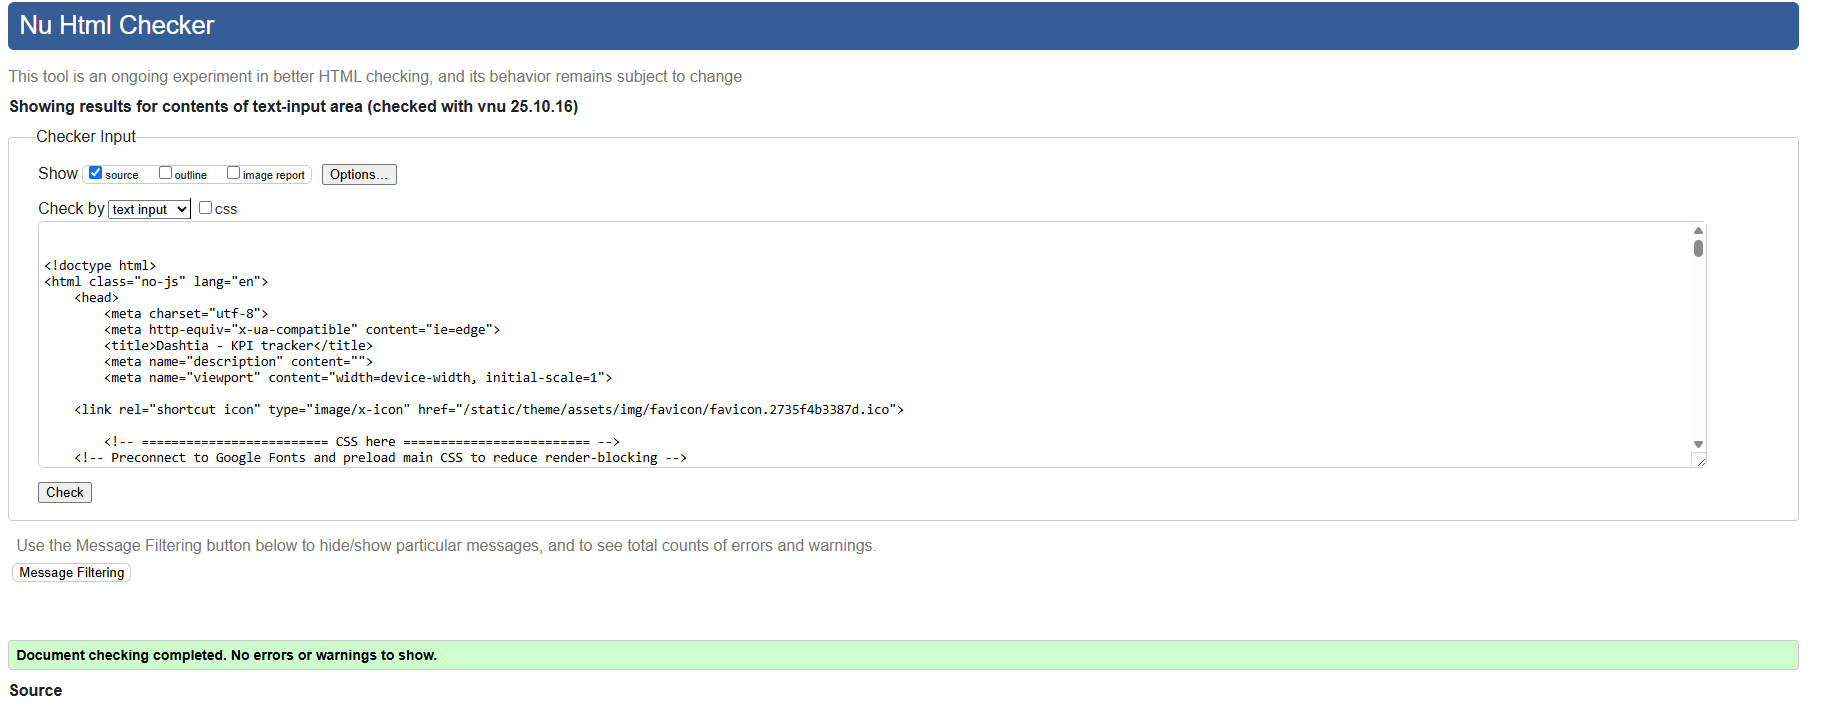 Nu Html Checker
This tool is an ongoing experiment in better HTML checking, and its behavior remains subject to change
Showing results for contents of text-input area (checked with vnu 25.10.16)
Checker Input
Show source outline image report Options...
Check by text input css
<!doctype html>
<html class="no-js" lang="en">
<head>
<meta charset="utf-8">
<meta http-equiv="x-ua-compatible" content="ie=edge">
<title>Dashtia - KPI tracker</title>
<meta name="description" content="">
<meta name="viewport" content="width=device-width, initial-scale=1">
<link rel="shortcut icon" type="image/x-icon" href="/static/theme/assets/img/favicon/favicon.2735f4b3387d.ico">
<!-- ========================= CSS here ========================= -->
<!-- Preconnect to Google Fonts and preload main CSS to reduce render-blocking -->
Check
Use the Message Filtering button below to hide/show particular messages, and to see total counts of errors and warnings.
Message Filtering
Document checking completed. No errors or warnings to show.
Source